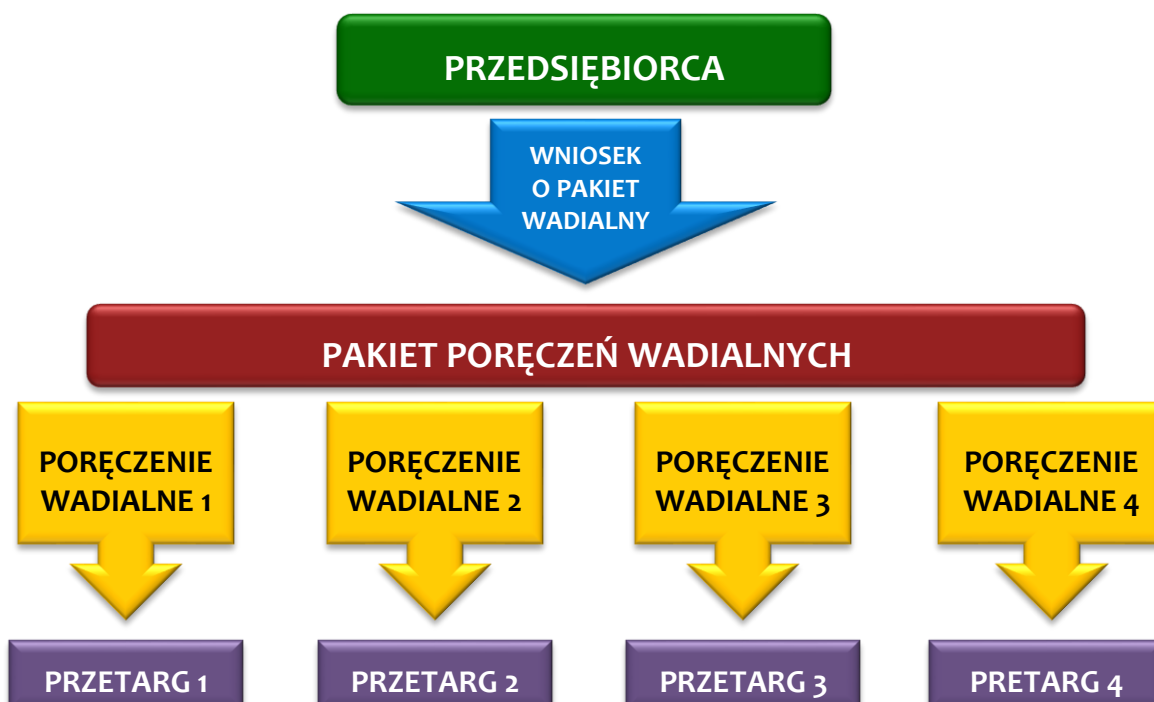 PRZEDSIĘBIORCA
WNIOSEK
O PAKIET
WADIALNY
PAKIET PORĘCZEŃ WADIALNYCH
PORĘCZENIE
WADIALNE 1
PORĘCZENIE
WADIALNE 2
PORĘCZENIE
WADIALNE 3
PORĘCZENIE
WADIALNE 4
PRZETARG 1
PRZETARG 2
PRZETARG 3
PRETARG 4